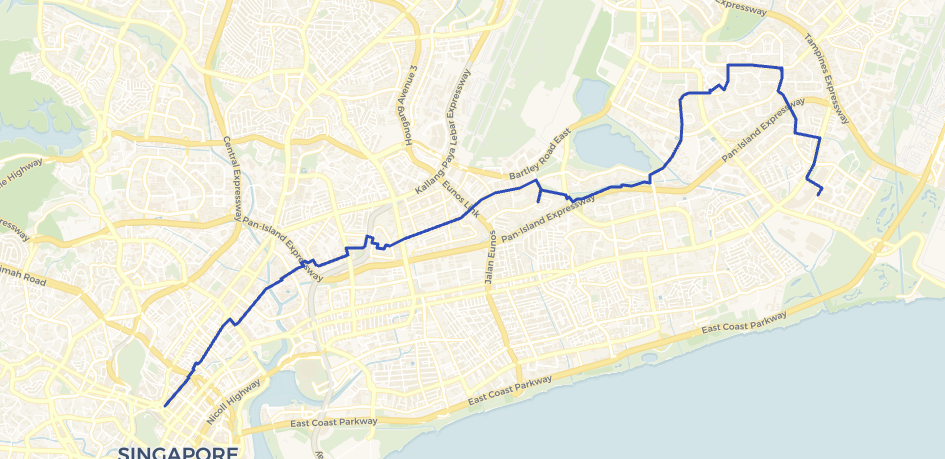 Expressway
Tampines Expressway
Hougang Avenue 3
Kallang-Paya Lebar Expressway
Pan-Island Expressway
Bartley Road East
Central Expressway
Highway
Eunos Link
Pan-Island Expressway
Pan-Island Expressway
Expressway
Jalan Eunos
imah Road
East Coast Parkway
East Coast Parkway
Nicoll Highway
East Coast Parkway
SINGAPORE